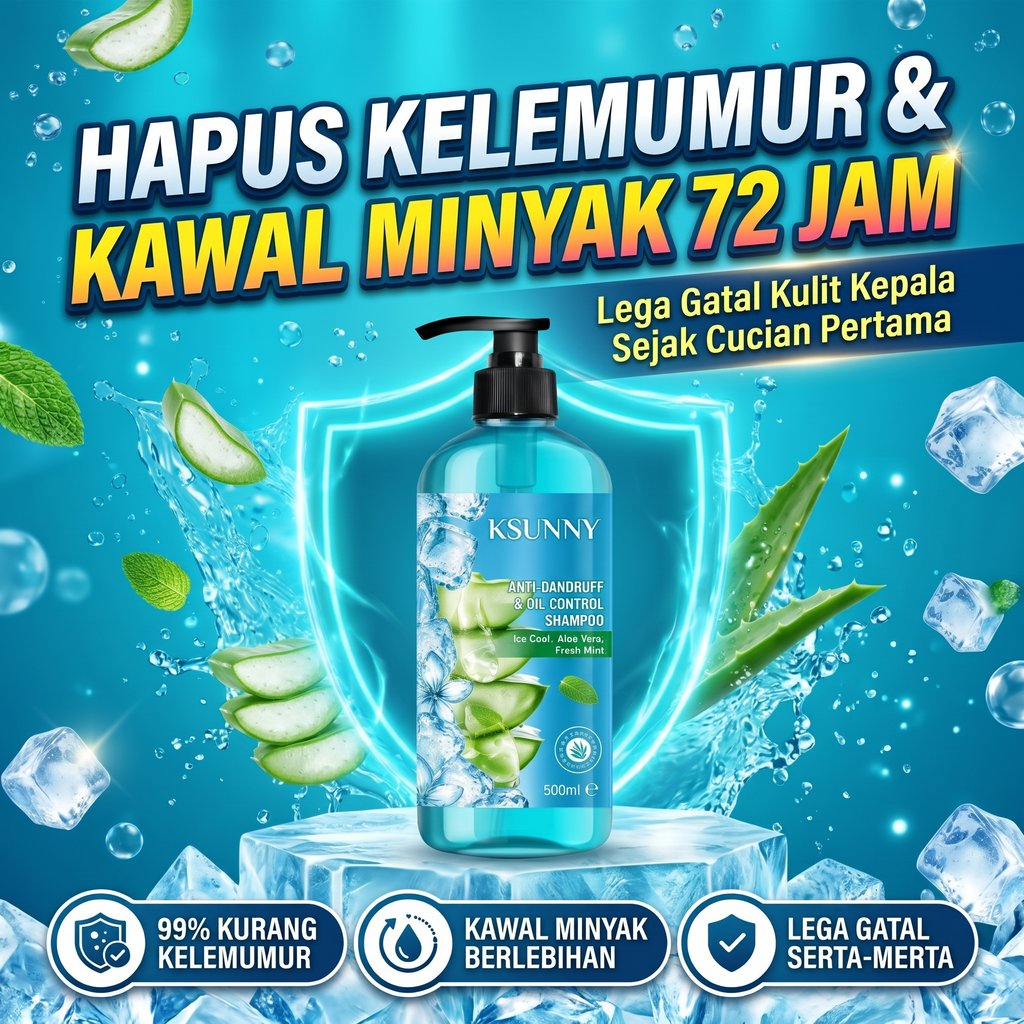 HAPUS KELEMUMUR &
KAWAL MINYAK 72 JAM
Lega Gatal Kulit Kepala
Sejak Cucian Pertama
KSUNNY
ANTI-DANDRUFF
& OIL CONTROL
SHAMPOO
Ice Cool. Aloe Vera,
Fresh Mint
500ml ℮
99% KURANG
KELEMUMUR
KAWAL MINYAK
BERLEBIHAN
LEGA GATAL
SERTA-MERTA